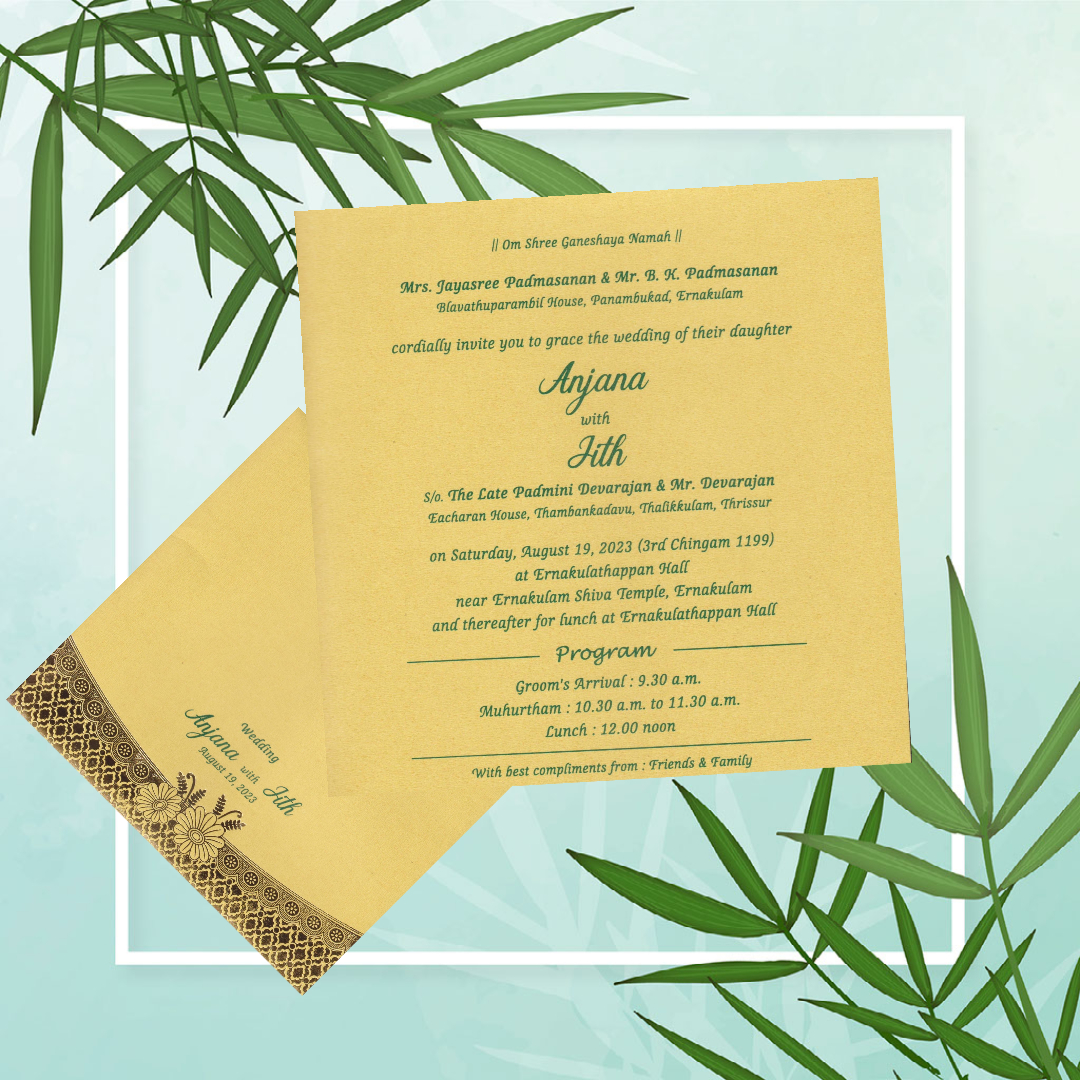 || Om Shree Ganeshaya Namah ||
Mrs. Jayasree Padmasanan & Mr. B. K. Padmasanan
Blavathuparambil House, Panambukad, Ernakulam
cordially invite you to grace the wedding of their daughter
Anjana
with
Jith
S/o. The Late Padmini Devarajan & Mr. Devarajan
Eacharan House, Thambankadavu, Thalikkulam, Thrissur
on Saturday, August 19, 2023 (3rd Chingam 1199)
at Ernakulathappan Hall
near Ernakulam Shiva Temple, Ernakulam
and thereafter for lunch at Ernakulathappan Hall
Program
Groom's Arrival : 9.30 a.m.
Muhurtham : 10.30 a.m. to 11.30 a.m.
Lunch : 12.00 noon
With best compliments from : Friends & Family
Wedding
Anjana with Jith
August 19, 2023